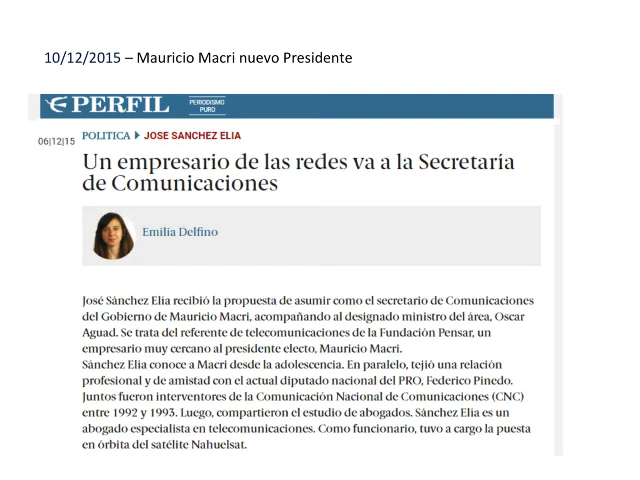 10/12/2015 – Mauricio Macri nuevo Presidente
PERFIL PERIODISMO PURO
06|12|15 POLITICA JOSE SANCHEZ ELIA
Un empresario de las redes va a la Secretaría
de Comunicaciones
Emilia Delfino
José Sánchez Elía recibió la propuesta de asumir como el secretario de Comunicaciones
del Gobierno de Mauricio Macri, acompañando al designado ministro del área, Oscar
Aguad. Se trata del referente de telecomunicaciones de la Fundación Pensar, un
empresario muy cercano al presidente electo, Mauricio Macri.
Sánchez Elía conoce a Macri desde la adolescencia. En paralelo, tejió una relación
profesional y de amistad con el actual diputado nacional del PRO, Federico Pinedo.
Juntos fueron interventores de la Comunicación Nacional de Comunicaciones (CNC)
entre 1992 y 1993. Luego, compartieron el estudio de abogados. Sánchez Elía es un
abogado especialista en telecomunicaciones. Como funcionario, tuvo a cargo la puesta
en órbita del satélite Nahuelsat.